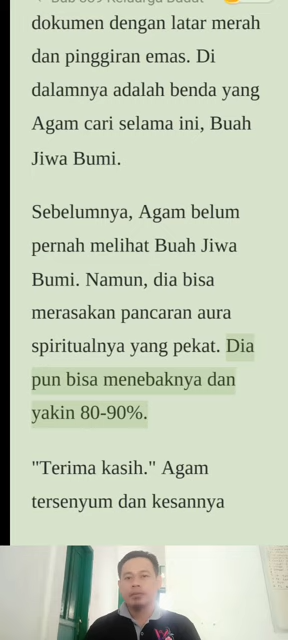 dokumen dengan latar merah
dan pinggiran emas. Di
dalamnya adalah benda yang
Agam cari selama ini, Buah
Jiwa Bumi.
Sebelumnya, Agam belum
pernah melihat Buah Jiwa
Bumi. Namun, dia bisa
merasakan pancaran aura
spiritualnya yang pekat. Dia
pun bisa menebaknya dan
yakin 80-90%.
"Terima kasih." Agam
tersenyum dan kesannya